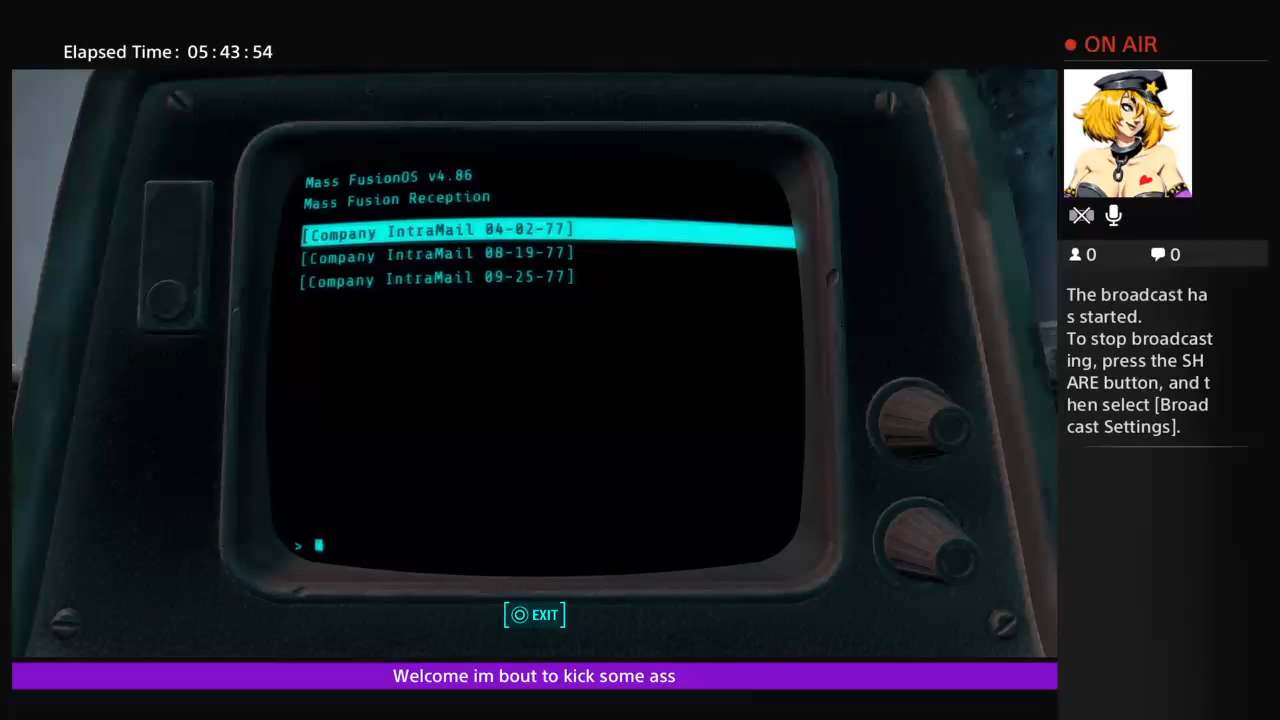 Elapsed Time: 05:43:54
ON AIR
Mass FusionOS v4.86
Mass Fusion Reception
[Company IntraMail 04-02-77]
[Company IntraMail 08-19-77]
[Company IntraMail 09-25-77]
>
[EXIT]
0 0
The broadcast ha
s started.
To stop broadcast
ing, press the SH
ARE button, and t
hen select [Broad
cast Settings].
Welcome im bout to kick some ass